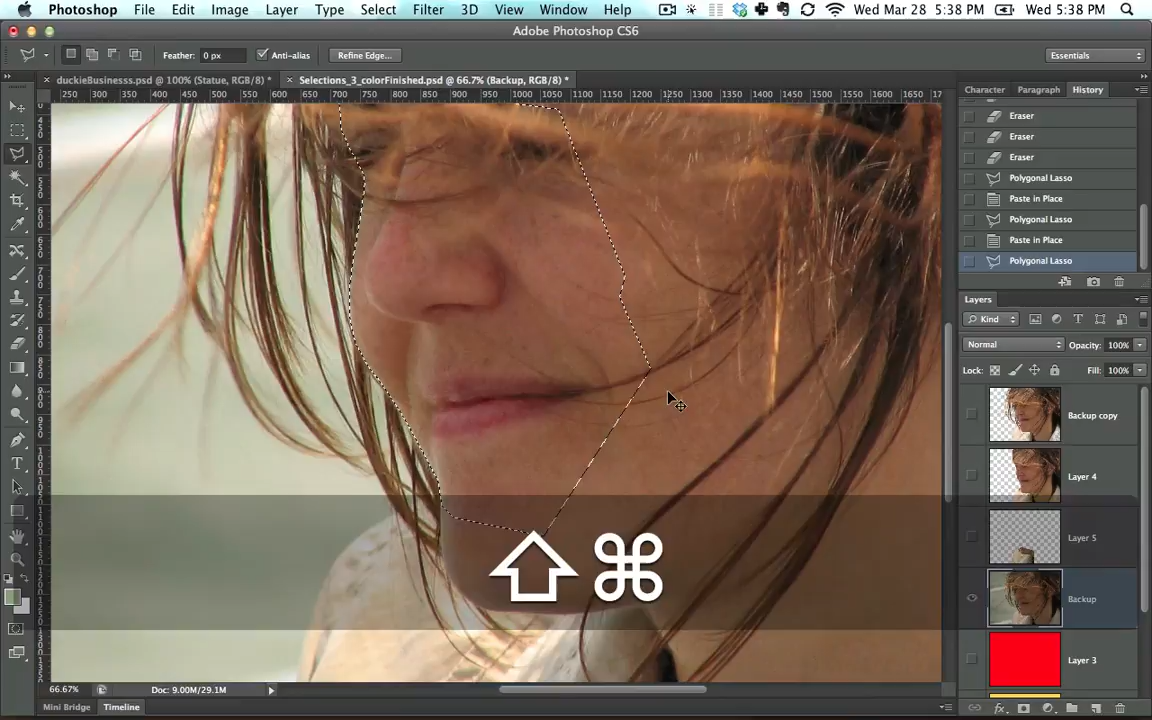 Photoshop File Edit Image Layer Type Select Filter 3D View Window Help Wed Mar 28 5:38 PM Wed 5:38 PM
Adobe Photoshop CS6
Feather: 0 px Anti-alias Refine Edge... Essentials
duckieBusinesss.psd @ 100% (Statue, RGB/8) * Selections_3_colorFinished.psd @ 66.7% (Backup, RGB/8) *
250 300 350 400 450 500 550 600 650 700 750 800 850 900 950 1000 1050 1100 1150 1200 1250 1300 1350 1400 1450 1500 1550 1600 1650
Character Paragraph History
Eraser
Eraser
Eraser
Polygonal Lasso
Paste in Place
Polygonal Lasso
Paste in Place
Polygonal Lasso
Layers
Kind
Normal Opacity: 100%
Lock: Fill: 100%
Backup copy
Layer 4
Layer 5
Backup
Layer 3
⇧ ⌘
66.67% Doc: 9.00M/29.1M
Mini Bridge Timeline